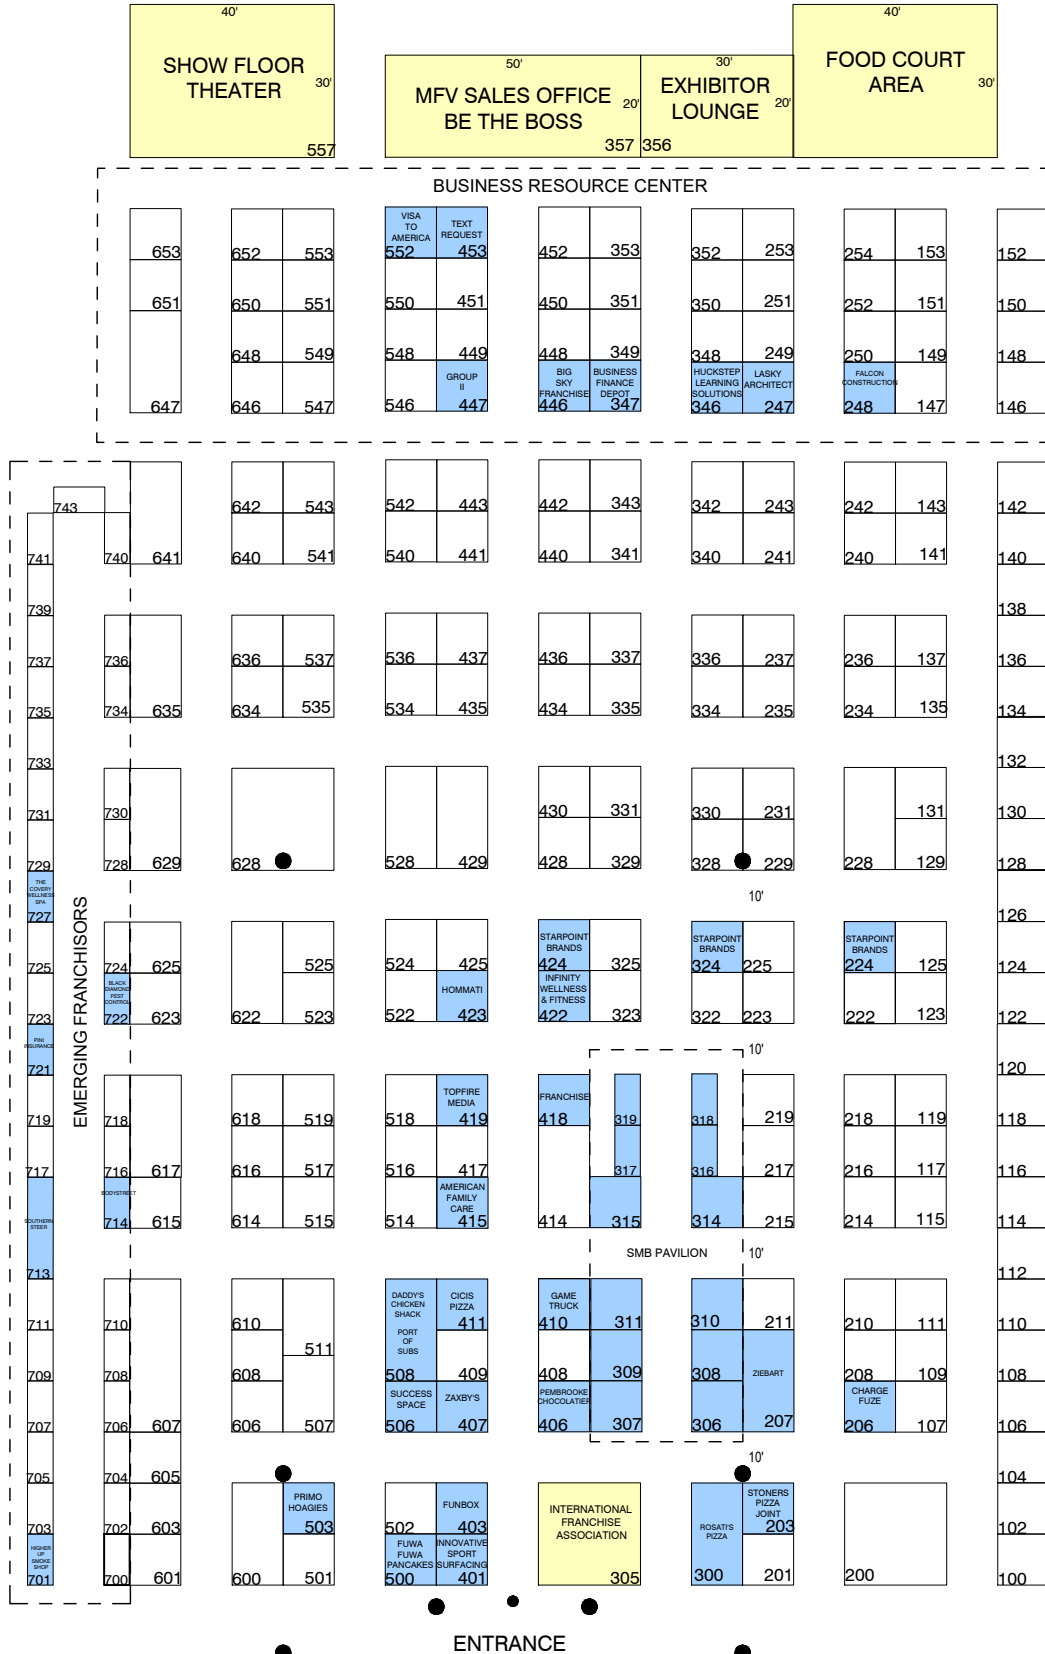 40'
40'
SHOW FLOOR
THEATER
30'
557
50'
MFV SALES OFFICE
BE THE BOSS
20'
357
30'
EXHIBITOR
LOUNGE
20'
356
FOOD COURT
AREA
30'
BUSINESS RESOURCE CENTER
653
652 553
VISA
TO
AMERICA
552
TEXT
REQUEST
453
452 353
352 253
254 153
152
651
650 551
550 451
450 351
350 251
252 151
150
648 549
548 449
448 349
348 249
250 149
148
647
646 547
546
GROUP
II
447
BIG
SKY
FRANCHISE
446
BUSINESS
FINANCE
DEPOT
347
HUCKSTEP
LEARNING
SOLUTIONS
346
LASKY
ARCHITECT
247
FALCON
CONSTRUCTION
248
147
146
743
642 543
542 443
442 343
342 243
242 143
142
741
740 641
640 541
540 441
440 341
340 241
240 141
140
739
138
737
736
636 537
536 437
436 337
336 237
236 137
136
735
734 635
634 535
534 435
434 335
334 235
234 135
134
733
132
731
730
430 331
330 231
131
130
729
728 629
628
528 429
428 329
328 229
228 129
128
10'
THE
COVERY
WELLNESS
SPA
727
126
EMERGING FRANCHISORS
725
724 625
525
524 425
STARPOINT
BRANDS
424
325
STARPOINT
BRANDS
324
225
STARPOINT
BRANDS
224
125
124
723
BLACK
DIAMOND
PEST
CONTROL
722
623
622 523
522
HOMMATI
423
INFINITY
WELLNESS
& FITNESS
422
323
322 223
222 123
122
10'
PINI
INSURANCE
721
120
719
718
618 519
518
TOPFIRE
MEDIA
419
FRANCHISE
418
319
318
219
218 119
118
717
716 617
616 517
516 417
317
316
217
216 117
116
SOUTHERN
STEER
713
BODYSTREET
714
615
614 515
514
AMERICAN
FAMILY
CARE
415
414
315
314
215
214 115
114
SMB PAVILION
10'
112
711
710
610
DADDY'S
CHICKEN
SHACK
PORT
OF
SUBS
508
CICIS
PIZZA
411
GAME
TRUCK
410
311
310
211
210 111
110
511
709
708
608
409
408
309
308
ZIEBART
207
208 109
108
707
706 607
606 507
SUCCESS
SPACE
506
ZAXBY'S
407
PEMBROOKE
CHOCOLATIER
406
307
306
CHARGE
FUZE
206
107
106
10'
705
704 605
104
703
702 603
PRIMO
HOAGIES
503
502
FUNBOX
403
INTERNATIONAL
FRANCHISE
ASSOCIATION
305
ROSATI'S
PIZZA
300
STONERS
PIZZA
JOINT
203
102
HIGHER
UP
SMOKE
SHOP
701
700 601
600 501
FUWA
FUWA
PANCAKES
500
INNOVATIVE
SPORT
SURFACING
401
201
200
100
ENTRANCE